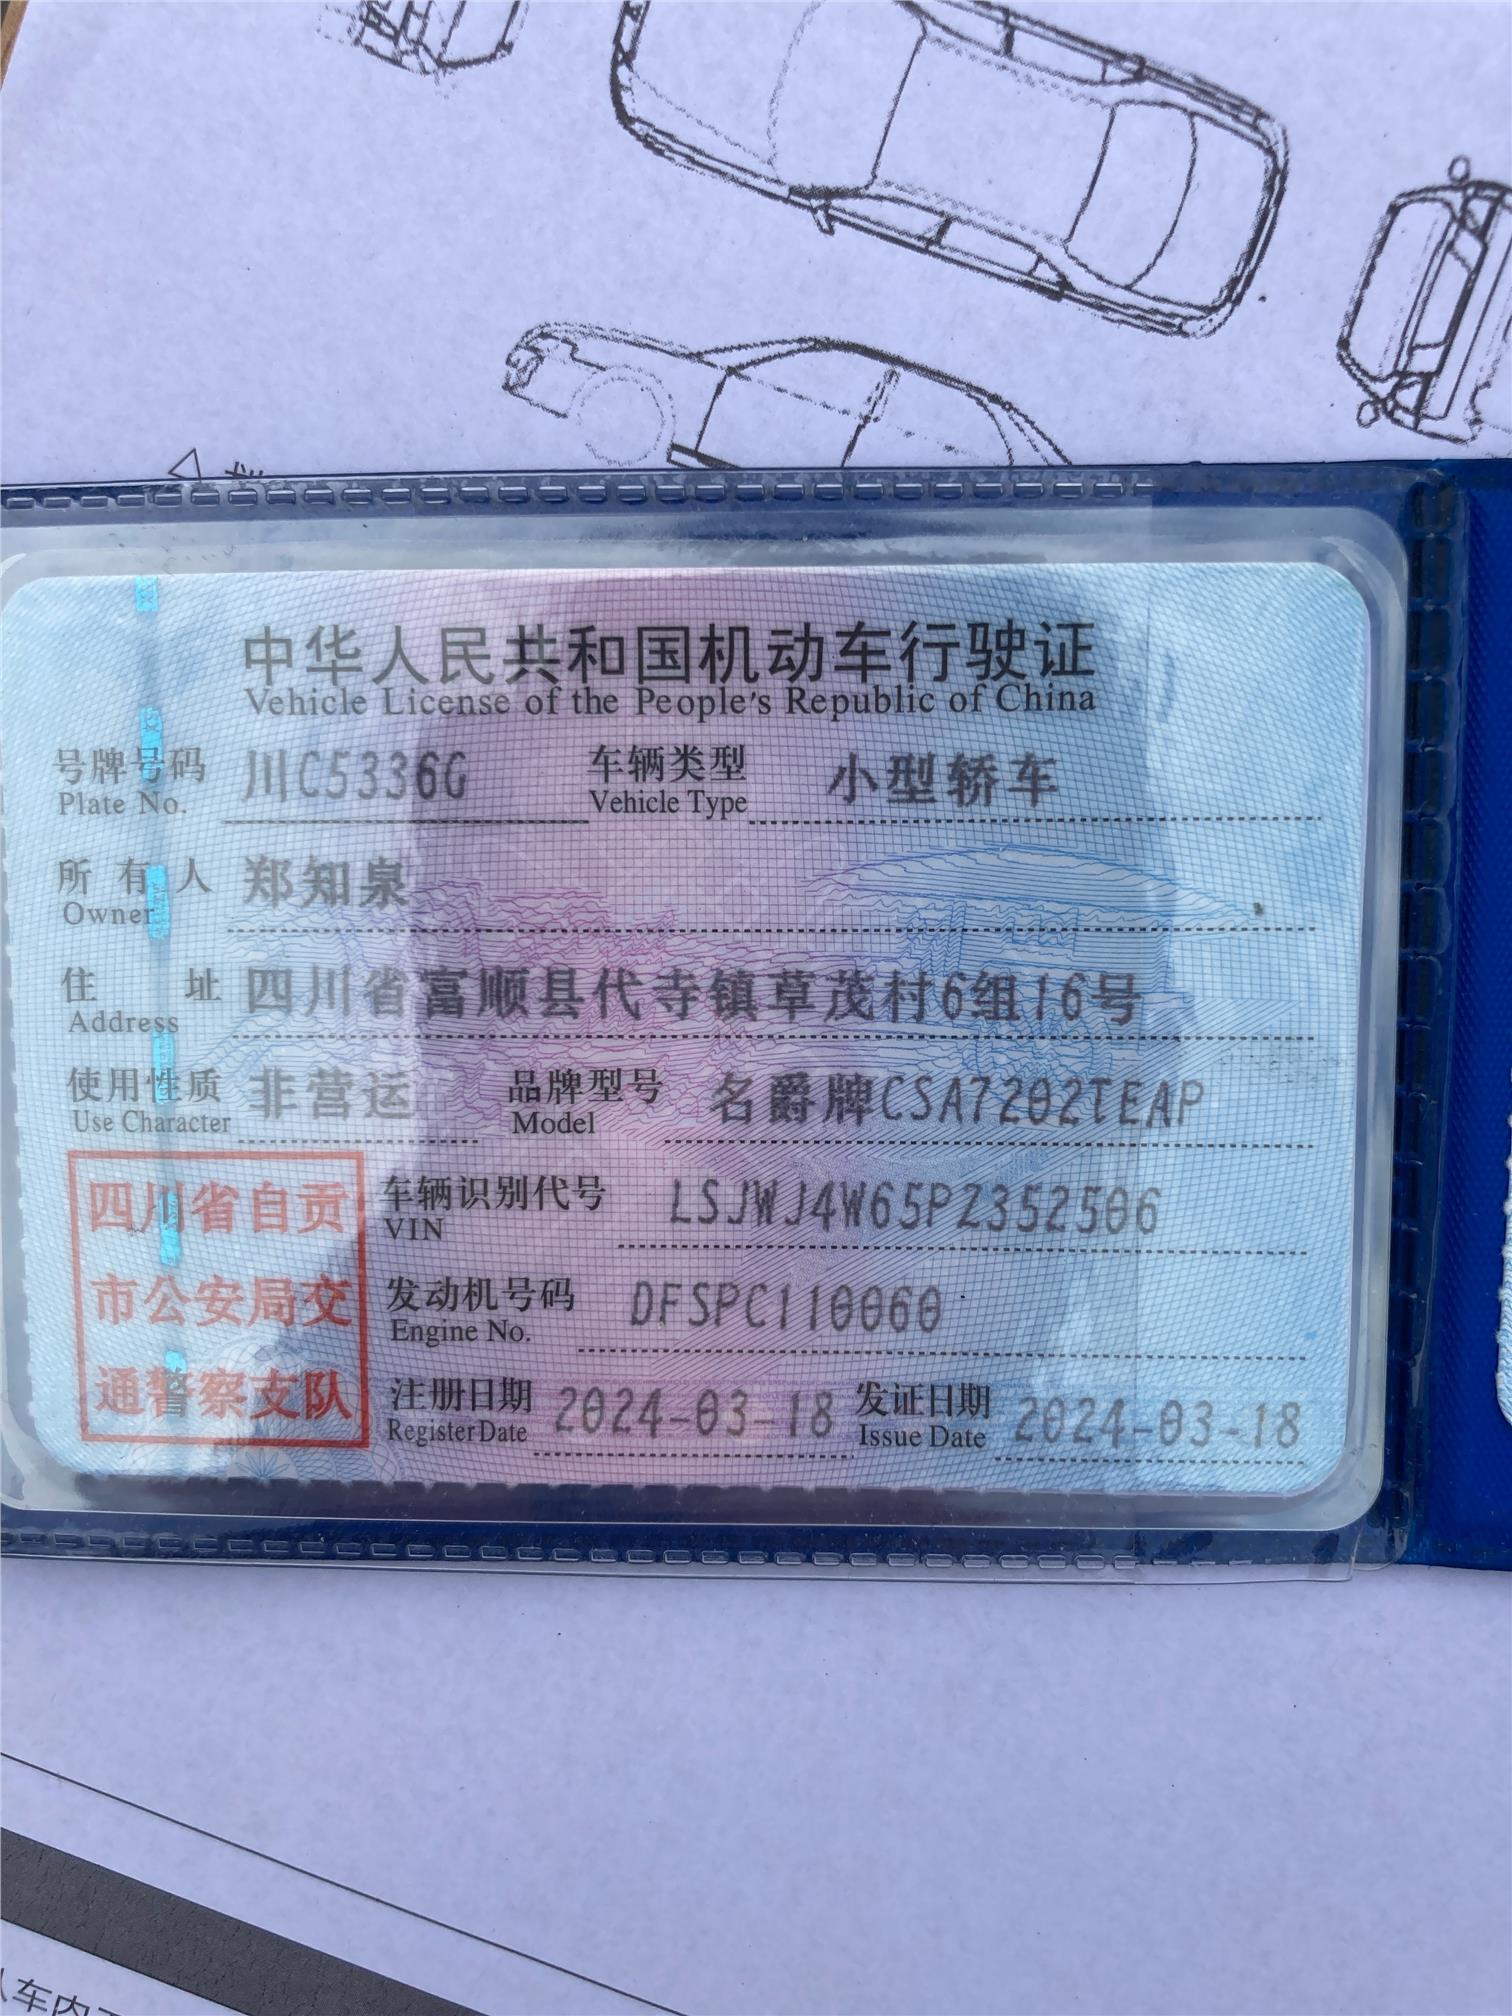 中华人民共和国机动车行驶证
Vehicle License of the People's Republic of China
号牌号码 川C5336G 车辆类型 小型轿车
Plate No. Vehicle Type
所有人 郑知泉
Owner
住址 四川省富顺县代寺镇草茂村6组16号
Address
使用性质 非营运 品牌型号 名爵牌CSA7202TEAP
Use Character Model
四川省自贡
市公安局交
通警察支队
车辆识别代号 LSJWJ4W65PZ352506
VIN
发动机号码 DFSPC110060
Engine No.
注册日期 2024-03-18 发证日期 2024-03-18
Register Date Issue Date
车内